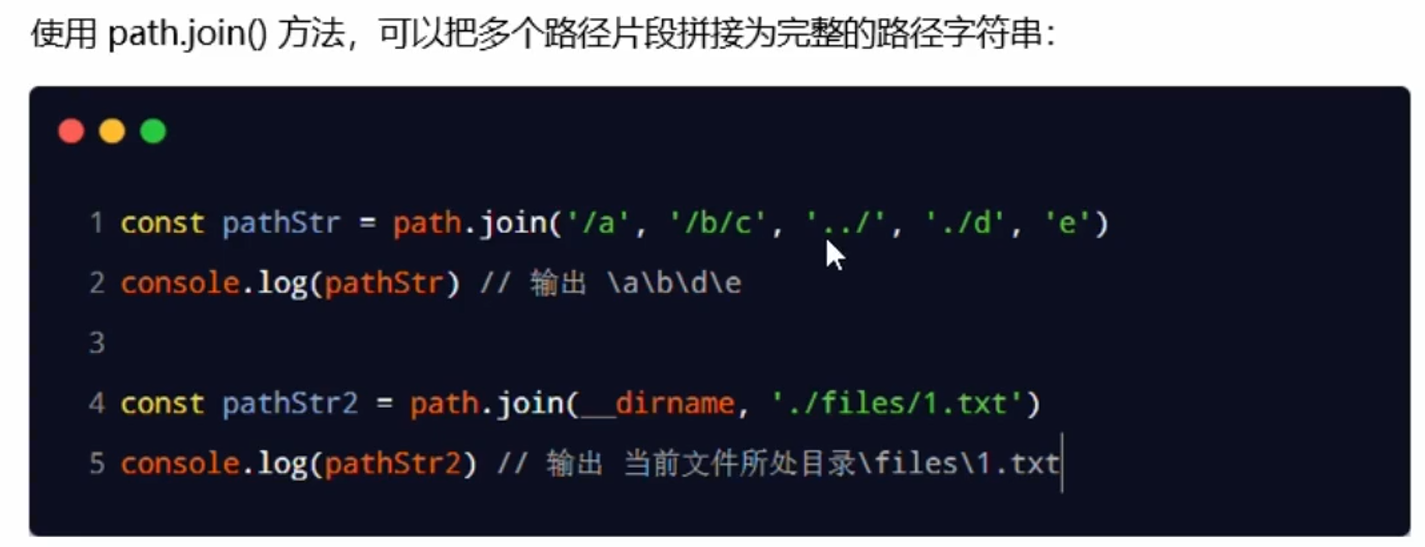 使用 path.join() 方法，可以把多个路径片段拼接为完整的路径字符串：
1 const pathStr = path.join('/a', '/b/c', '../', './d', 'e')
2 console.log(pathStr) // 输出 \a\b\d\e
3
4 const pathStr2 = path.join(__dirname, './files/1.txt')
5 console.log(pathStr2) // 输出 当前文件所处目录\files\1.txt